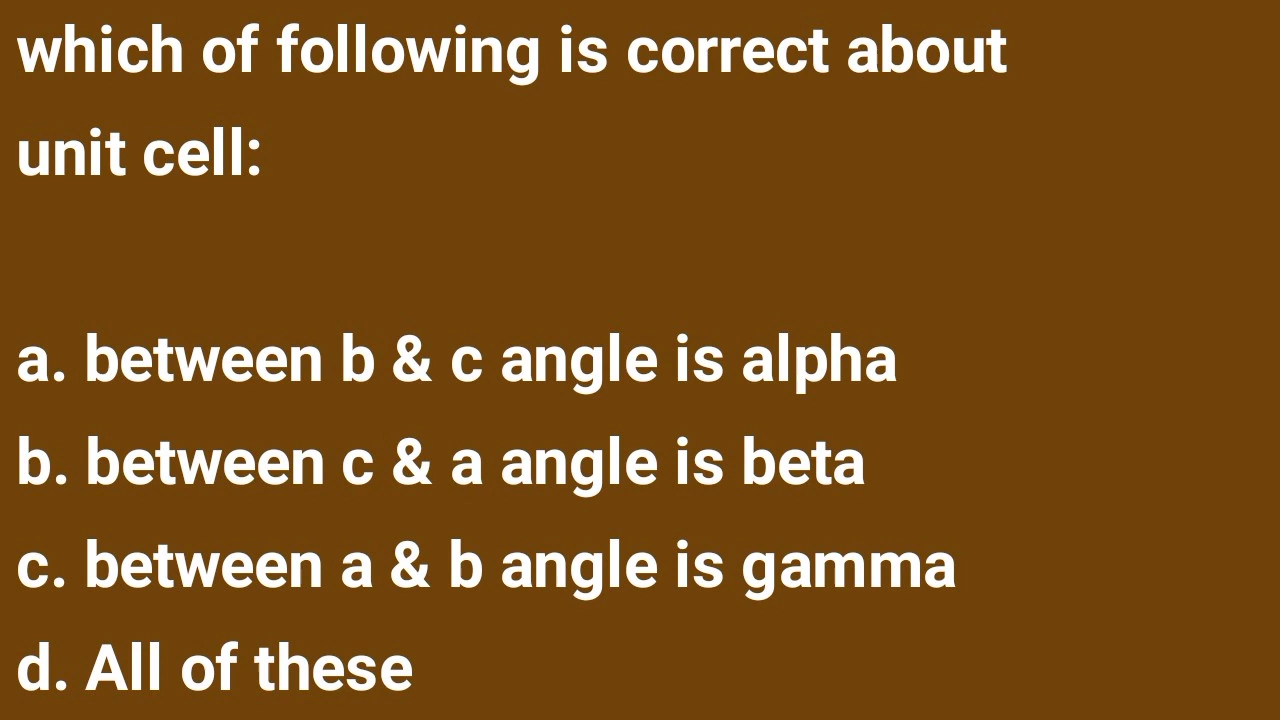 which of following is correct about
unit cell:
a. between b & c angle is alpha
b. between c & a angle is beta
c. between a & b angle is gamma
d. All of these